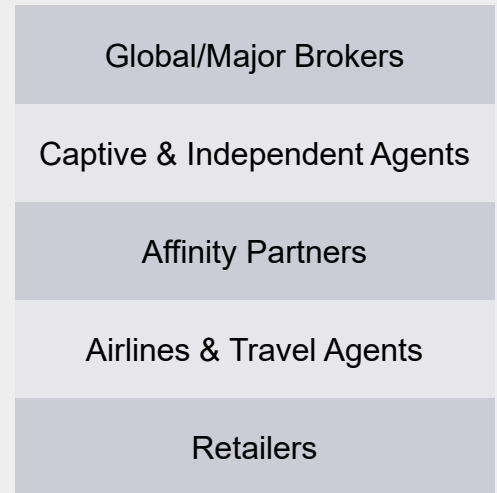 Global/Major Brokers
Captive & Independent Agents
Affinity Partners
Airlines & Travel Agents
Retailers